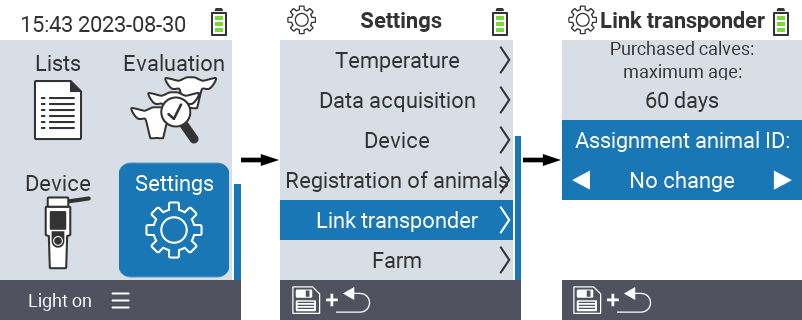 15:43 2023-08-30
Lists
Evaluation
Device
Settings
Light on
Settings
Temperature
Data acquisition
Device
Registration of animals
Link transponder
Farm
+
Link transponder
Purchased calves:
maximum age:
60 days
Assignment animal ID:
No change
+